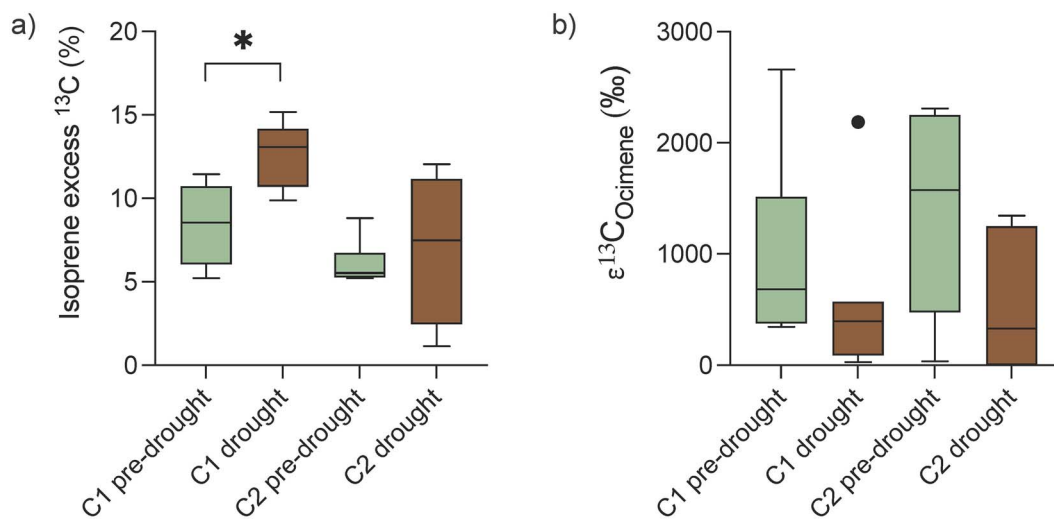 a)
Isoprene excess ¹³C (%)
20
15
10
5
0
*
C1 pre-drought
C1 drought
C2 pre-drought
C2 drought
b)
ε¹³C_Ocimene (‰)
3000
2000
1000
0
C1 pre-drought
C1 drought
C2 pre-drought
C2 drought